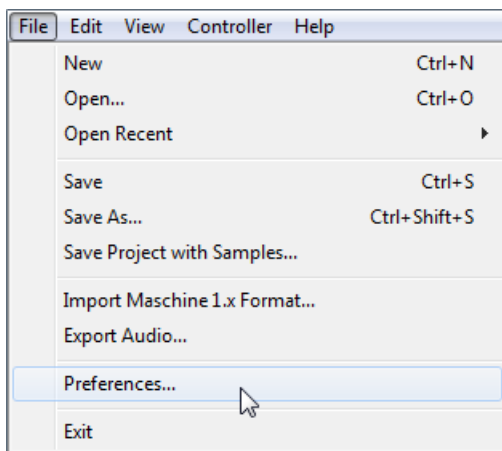 File Edit View Controller Help
New Ctrl+N
Open... Ctrl+O
Open Recent
Save Ctrl+S
Save As... Ctrl+Shift+S
Save Project with Samples...
Import Maschine 1.x Format...
Export Audio...
Preferences...
Exit